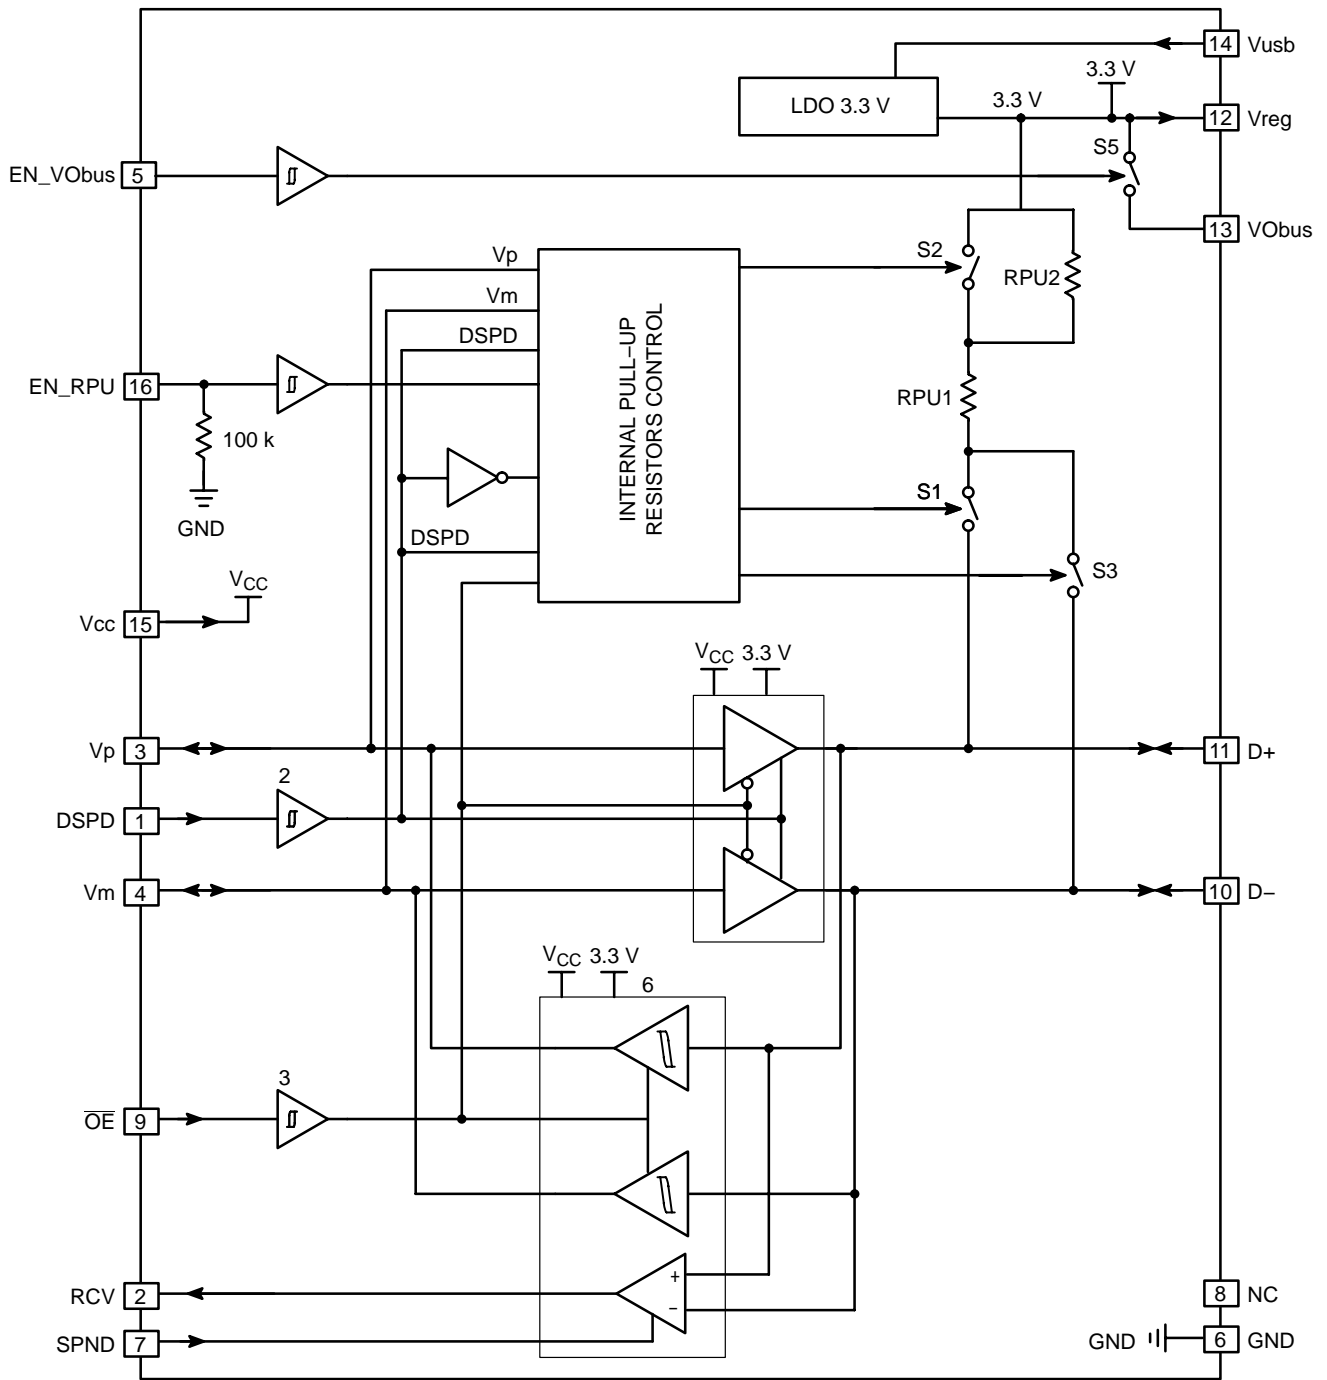 14 Vusb
3.3 V
LDO 3.3 V
3.3 V
12 Vreg
S5
EN_VObus 5
13 VObus
S2
RPU2
Vp
Vm
DSPD
INTERNAL PULL–UP
RESISTORS CONTROL
EN_RPU 16
100 k
GND
RPU1
S1
DSPD
S3
VCC
Vcc 15
VCC 3.3 V
Vp 3
11 D+
2
DSPD 1
Vm 4
10 D–
VCC 3.3 V
6
3
OE 9
+
–
RCV 2
8 NC
SPND 7
GND 6 GND